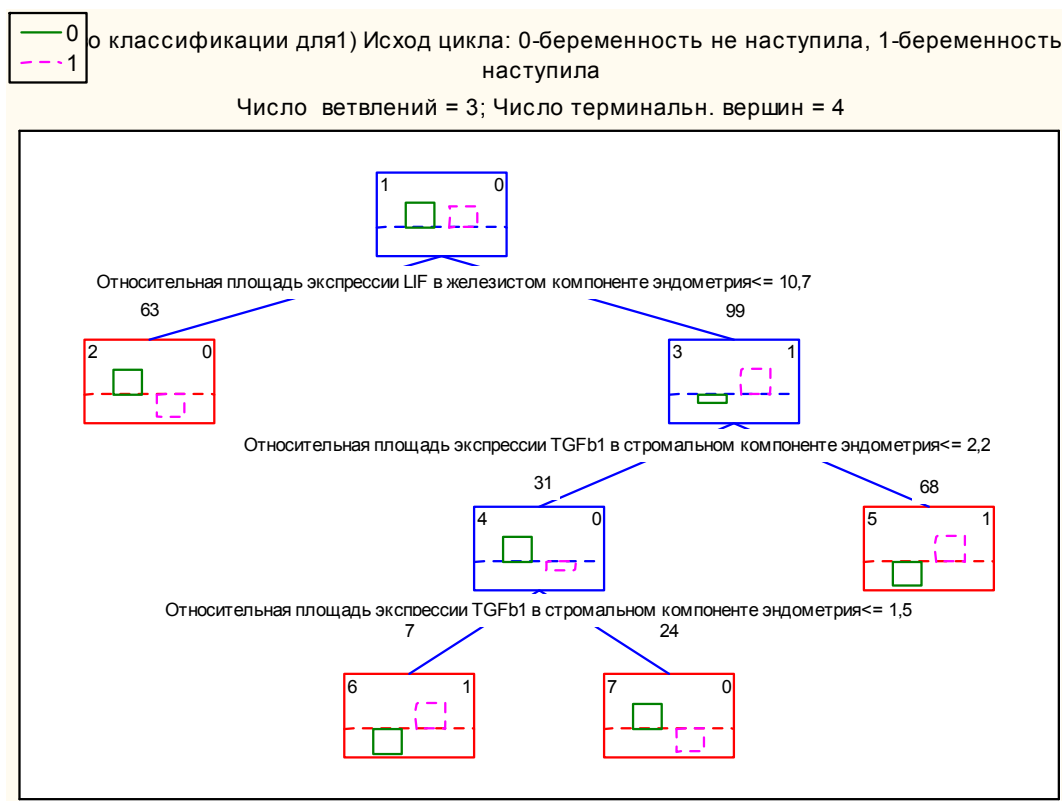 0
1
о классификации для1) Исход цикла: 0-беременность не наступила, 1-беременность
наступила
Число ветвлений = 3; Число терминальн. вершин = 4
1 0
Относительная площадь экспрессии LIF в железистом компоненте эндометрия<= 10,7
63 99
2 0 3 1
Относительная площадь экспрессии TGFb1 в стромальном компоненте эндометрия<= 2,2
31 68
4 0 5 1
Относительная площадь экспрессии TGFb1 в стромальном компоненте эндометрия<= 1,5
7 24
6 1 7 0